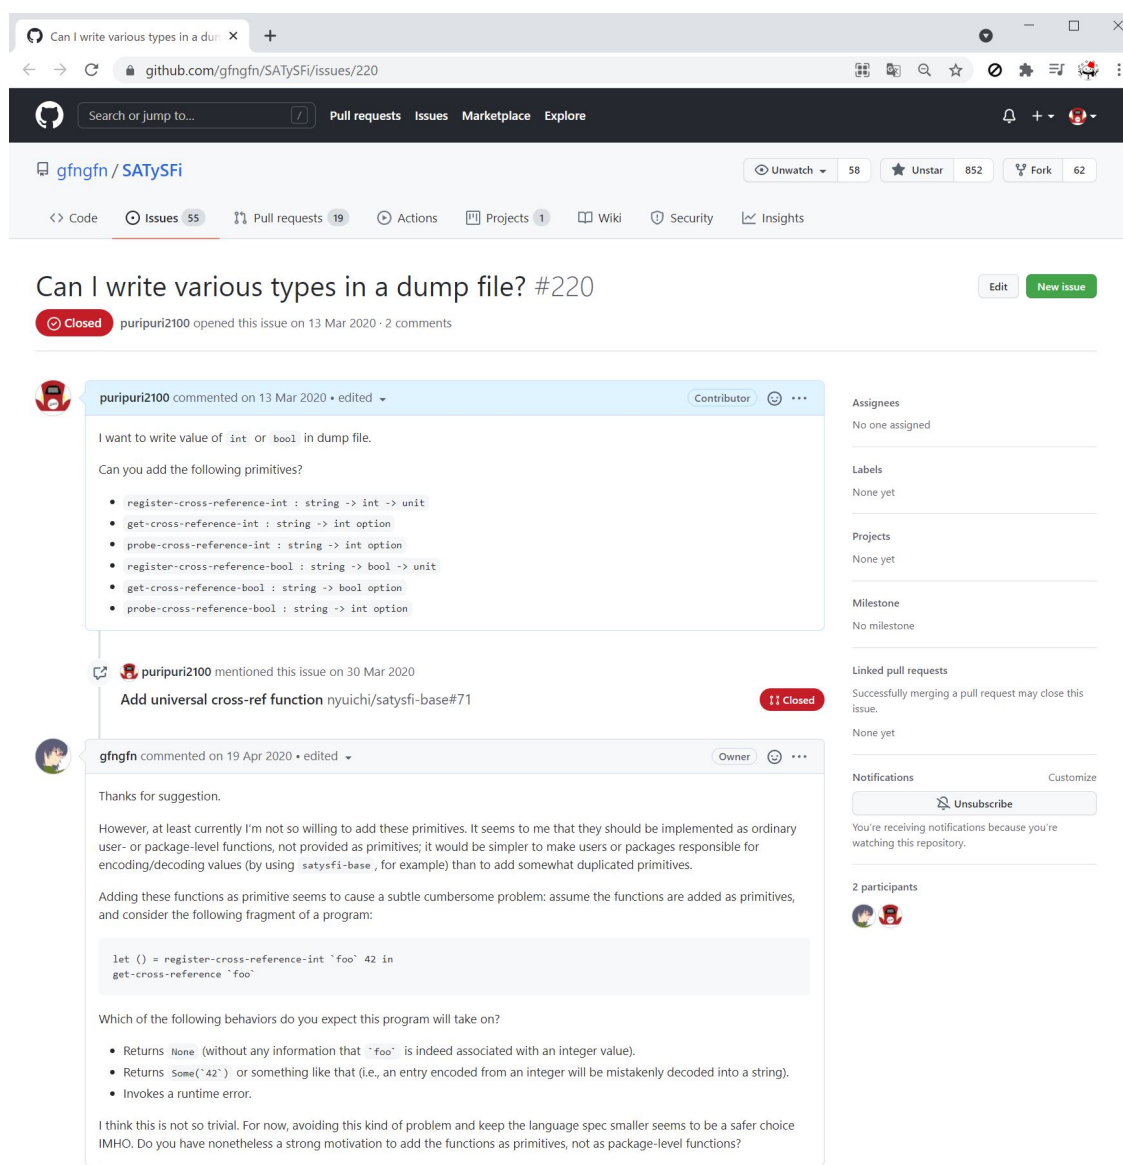 Can I write various types in a dum
github.com/gfngfn/SATySFi/issues/220
Search or jump to... / Pull requests Issues Marketplace Explore
gfngfn / SATySFi Unwatch 58 Unstar 852 Fork 62
Code Issues 55 Pull requests 19 Actions Projects 1 Wiki Security Insights
Can I write various types in a dump file? #220 Edit New issue
Closed puripuri2100 opened this issue on 13 Mar 2020 · 2 comments
puripuri2100 commented on 13 Mar 2020 • edited Contributor
I want to write value of int or bool in dump file.
Can you add the following primitives?
• register-cross-reference-int : string -> int -> unit
• get-cross-reference-int : string -> int option
• probe-cross-reference-int : string -> int option
• register-cross-reference-bool : string -> bool -> unit
• get-cross-reference-bool : string -> bool option
• probe-cross-reference-bool : string -> int option
puripuri2100 mentioned this issue on 30 Mar 2020
Add universal cross-ref function nyuichi/satysfi-base#71 Closed
gfngfn commented on 19 Apr 2020 • edited Owner
Thanks for suggestion.
However, at least currently I'm not so willing to add these primitives. It seems to me that they should be implemented as ordinary
user- or package-level functions, not provided as primitives; it would be simpler to make users or packages responsible for
encoding/decoding values (by using satysfi-base , for example) than to add somewhat duplicated primitives.
Adding these functions as primitive seems to cause a subtle cumbersome problem: assume the functions are added as primitives,
and consider the following fragment of a program:
let () = register-cross-reference-int `foo` 42 in
get-cross-reference `foo`
Which of the following behaviors do you expect this program will take on?
• Returns None (without any information that `foo` is indeed associated with an integer value).
• Returns Some(`42`) or something like that (i.e., an entry encoded from an integer will be mistakenly decoded into a string).
• Invokes a runtime error.
I think this is not so trivial. For now, avoiding this kind of problem and keep the language spec smaller seems to be a safer choice
IMHO. Do you have nonetheless a strong motivation to add the functions as primitives, not as package-level functions?
Assignees
No one assigned
Labels
None yet
Projects
None yet
Milestone
No milestone
Linked pull requests
Successfully merging a pull request may close this
issue.
None yet
Notifications Customize
Unsubscribe
You're receiving notifications because you're
watching this repository.
2 participants